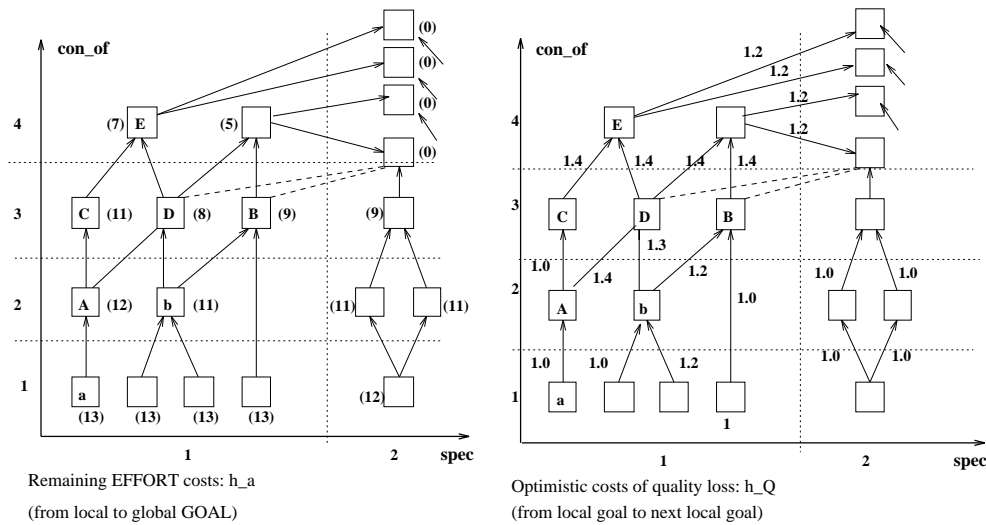 con_of
(0)
(0)
(0)
4
E
(7)
(5)
(0)
3
C
(11)
D
(8)
B
(9)
(9)
2
A
(12)
b
(11)
(11)
(11)
1
a
(12)
(13)
(13)
(13)
(13)
1
2
spec
Remaining EFFORT costs: h_a
(from local to global GOAL)
con_of
1.2
1.2
1.2
4
E
1.2
1.4
1.4
1.4
1.4
3
C
D
B
1.0
1.3
1.4
1.2
1.0
1.0
1.0
2
A
b
1.0
1.0
1.2
1.0
1.0
1
a
1
1
2
spec
Optimistic costs of quality loss: h_Q
(from local goal to next local goal)